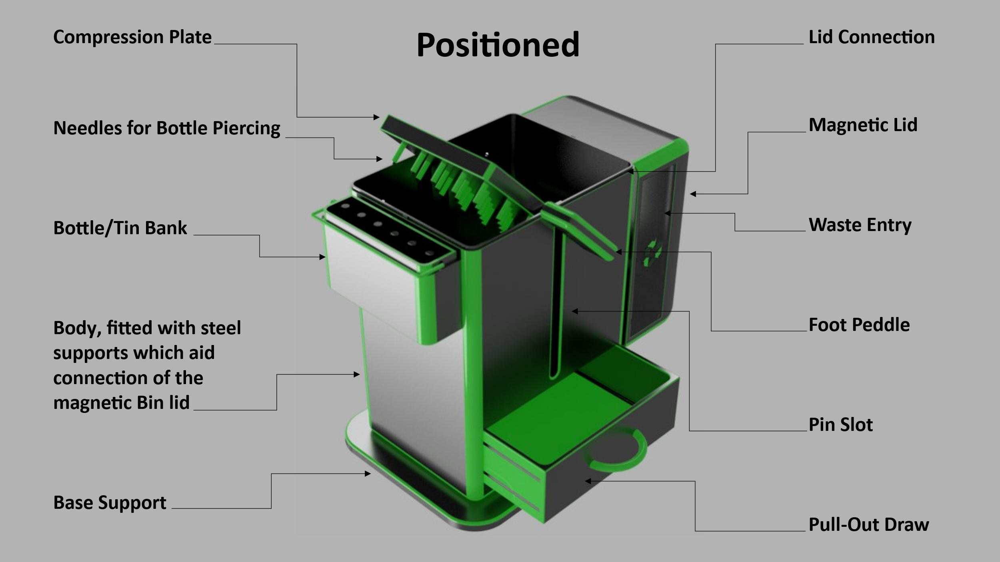 Positioned
Compression Plate
Needles for Bottle Piercing
Bottle/Tin Bank
Body, fitted with steel
supports which aid
connection of the
magnetic Bin lid
Base Support
Lid Connection
Magnetic Lid
Waste Entry
Foot Peddle
Pin Slot
Pull-Out Draw